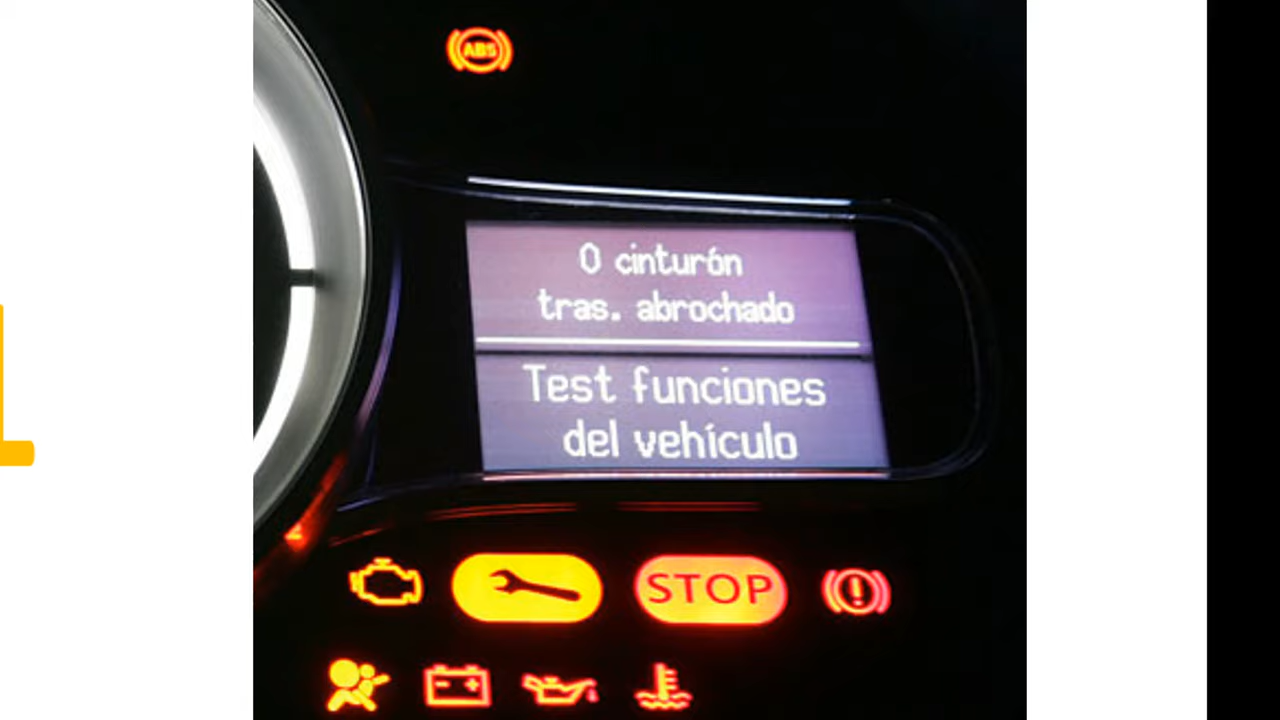 ABS
0 cinturón
tras. abrochado
Test funciones
del vehículo
STOP